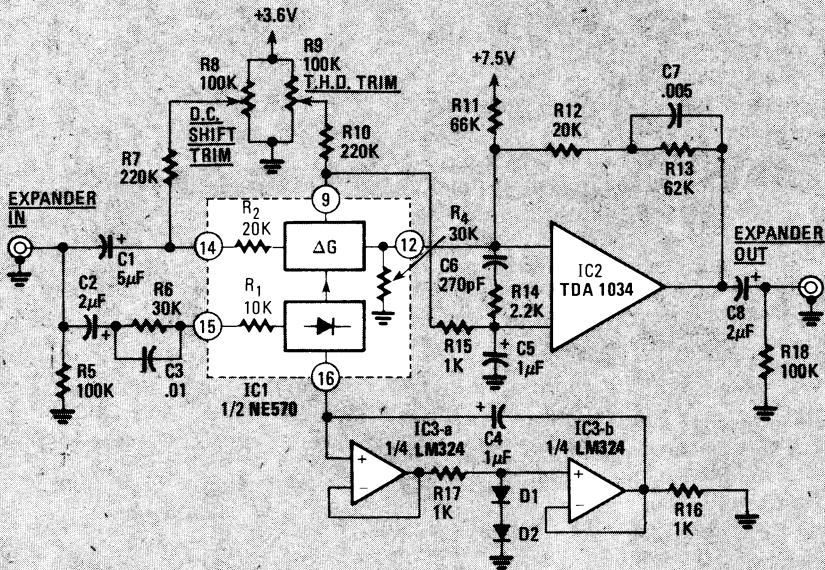 +3.6V
R8
100K
R9
100K
T.H.D. TRIM
D.C.
SHIFT
TRIM
R10
220K
R7
220K
+7.5V
R11
66K
R12
20K
C7
.005
R13
62K
EXPANDER
IN
C1
5µF
+
C2
2µF
+
R6
30K
C3
.01
R5
100K
14
15
9
12
16
R2
20K
ΔG
R1
10K
R4
30K
IC1
1/2 NE570
C6
270pF
R14
2.2K
R15
1K
C5
1µF
+
IC2
TDA 1034
EXPANDER
OUT
C8
2µF
+
R18
100K
IC3-a
1/4 LM324
+
−
R17
1K
C4
1µF
+
D1
D2
IC3-b
1/4 LM324
+
−
R16
1K